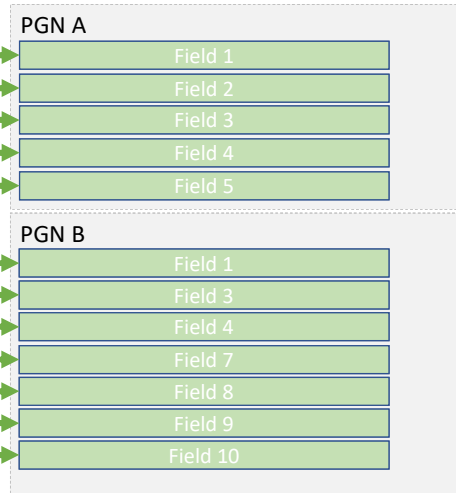 PGN A
Field 1
Field 2
Field 3
Field 4
Field 5
PGN B
Field 1
Field 3
Field 4
Field 7
Field 8
Field 9
Field 10